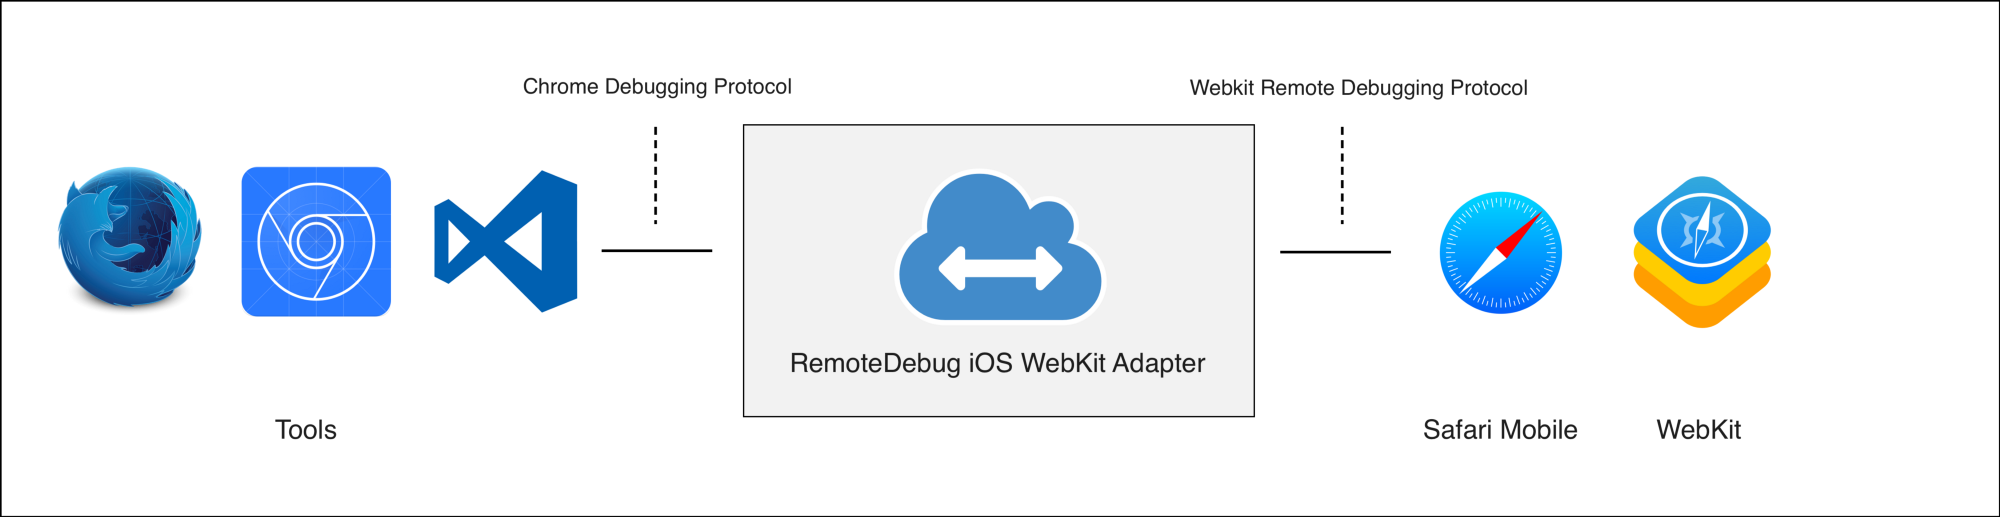 Chrome Debugging Protocol
Webkit Remote Debugging Protocol
RemoteDebug iOS WebKit Adapter
Tools
Safari Mobile
WebKit